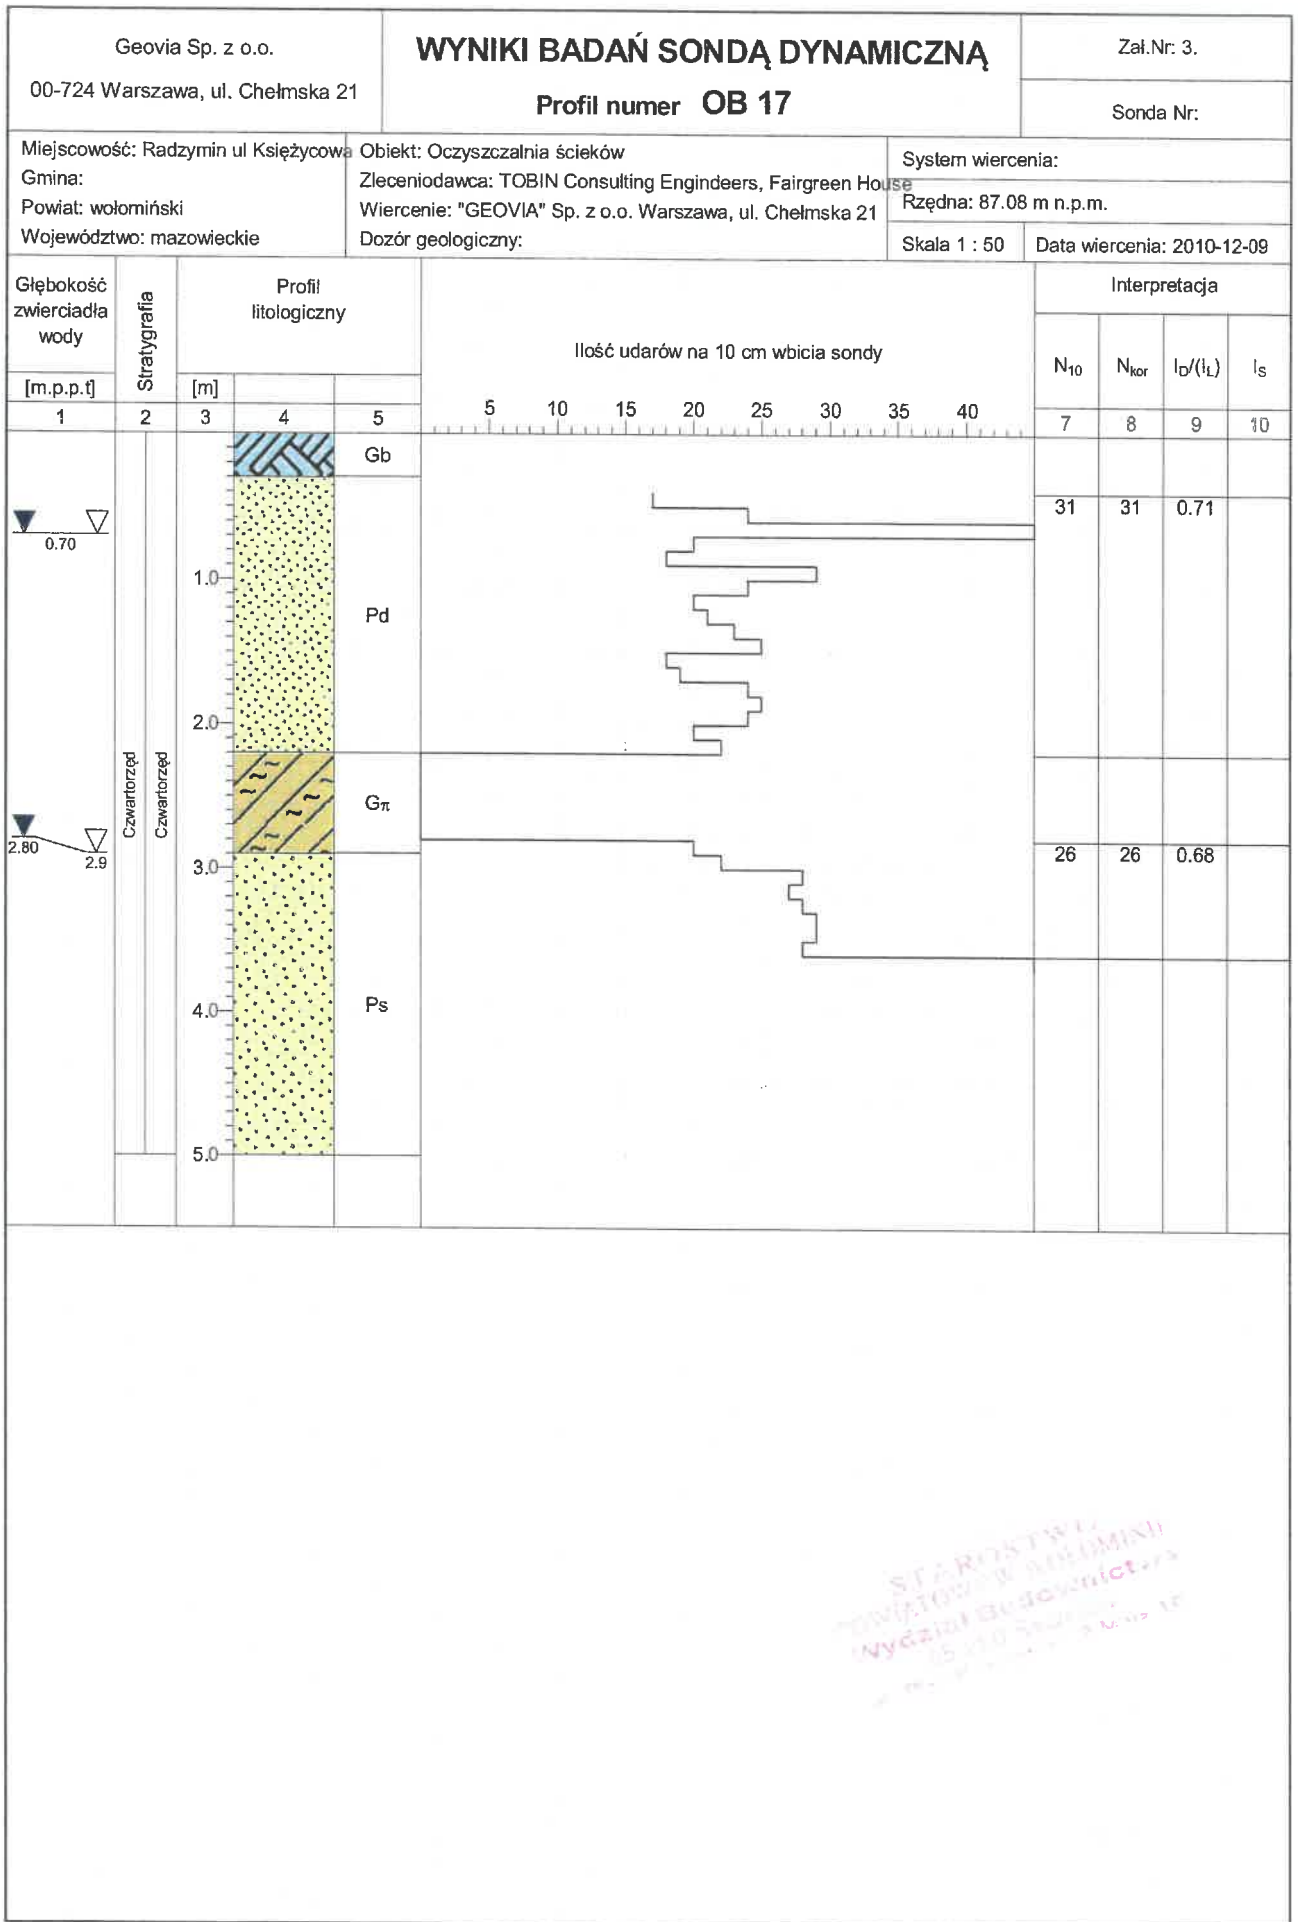 Geovia Sp. z o.o.
00-724 Warszawa, ul. Chełmska 21
WYNIKI BADAŃ SONDĄ DYNAMICZNĄ
Profil numer OB 17
Zał.Nr: 3.
Sonda Nr:
Miejscowość: Radzymin ul Księżycowa
Gmina:
Powiat: wołomiński
Województwo: mazowieckie
Obiekt: Oczyszczalnia ścieków
Zleceniodawca: TOBIN Consulting Engindeers, Fairgreen House
Wiercenie: "GEOVIA" Sp. z o.o. Warszawa, ul. Chełmska 21
Dozór geologiczny:
System wiercenia:
Rzędna: 87.08 m n.p.m.
Skala 1 : 50
Data wiercenia: 2010-12-09
Głębokość
zwierciadła
wody
[m.p.p.t]
Stratygrafia
Profil
litologiczny
[m]
Ilość udarów na 10 cm wbicia sondy
5 10 15 20 25 30 35 40
Interpretacja
N10 Nkor ID/(IL) IS
1 2 3 4 5 7 8 9 10
Gb
31 31 0.71
0.70
1.0
Pd
2.0
Czwartorzęd
Czwartorzęd
Gπ
2.80
2.9
26 26 0.68
3.0
4.0
Ps
5.0
STAROSTW
Wydział Budownictwa